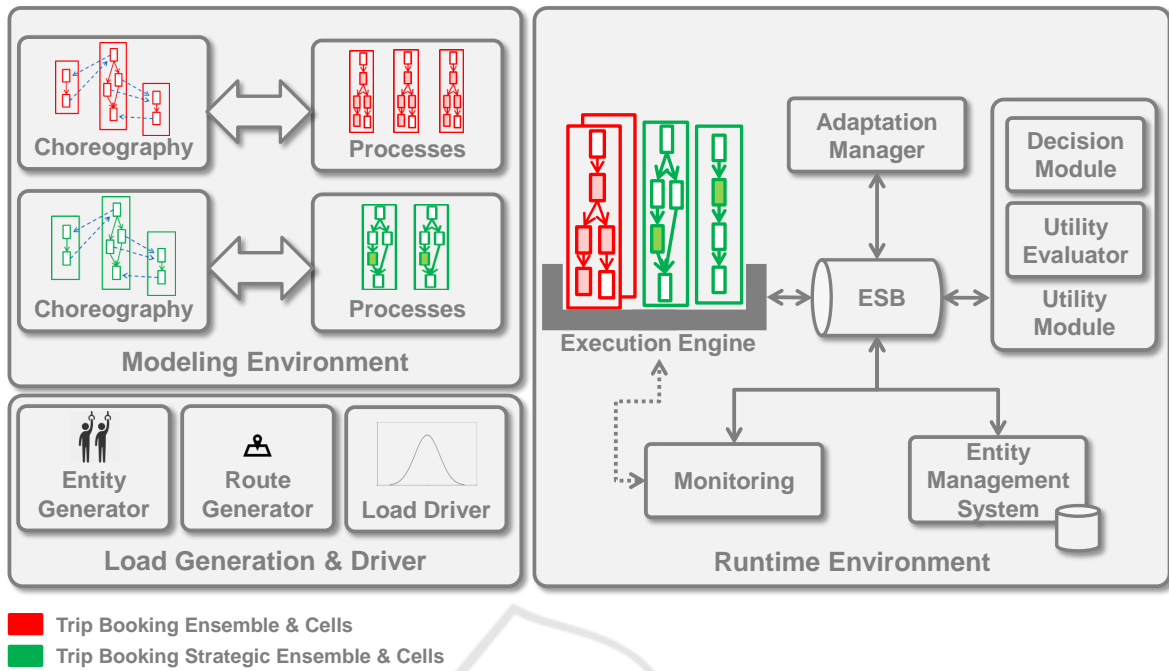 Choreography
Processes
Choreography
Processes
Modeling Environment
Entity
Generator
Route
Generator
Load Driver
Load Generation & Driver
Execution Engine
Adaptation
Manager
ESB
Decision
Module
Utility
Evaluator
Utility
Module
Monitoring
Entity
Management
System
Runtime Environment
Trip Booking Ensemble & Cells
Trip Booking Strategic Ensemble & Cells